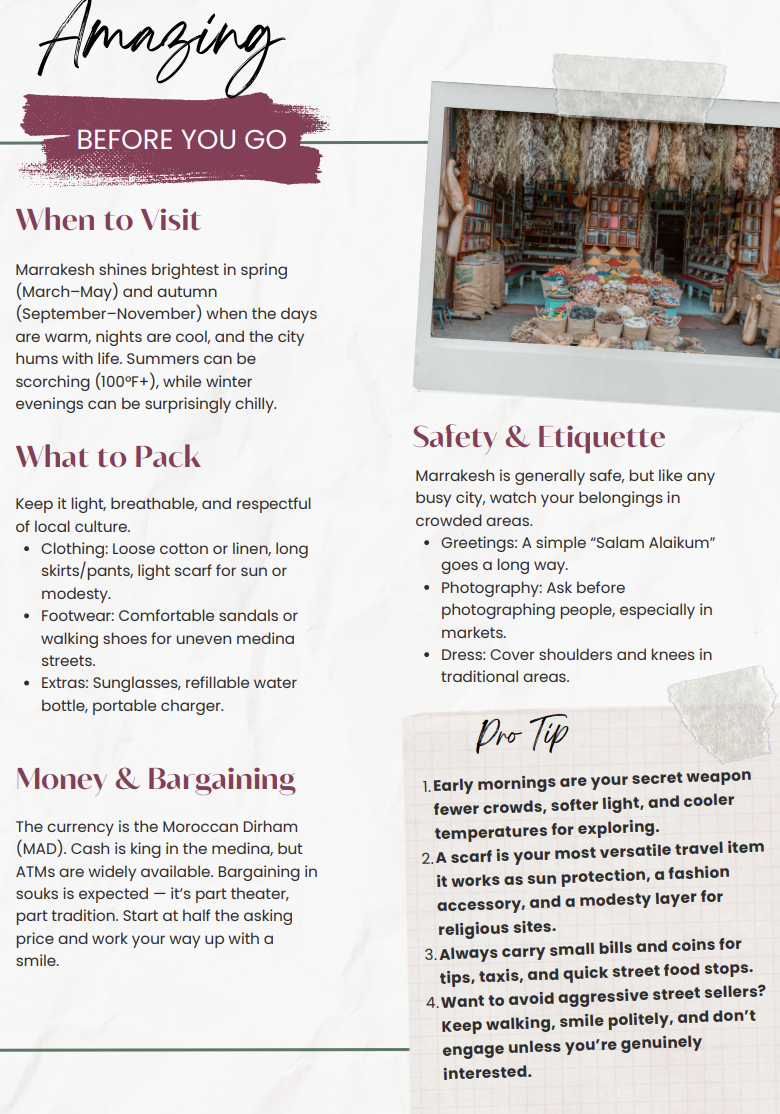 Amazing
BEFORE YOU GO
When to Visit
Marrakesh shines brightest in spring
(March–May) and autumn
(September–November) when the days
are warm, nights are cool, and the city
hums with life. Summers can be
scorching (100°F+), while winter
evenings can be surprisingly chilly.
What to Pack
Keep it light, breathable, and respectful
of local culture.
• Clothing: Loose cotton or linen, long
skirts/pants, light scarf for sun or
modesty.
• Footwear: Comfortable sandals or
walking shoes for uneven medina
streets.
• Extras: Sunglasses, refillable water
bottle, portable charger.
Money & Bargaining
The currency is the Moroccan Dirham
(MAD). Cash is king in the medina, but
ATMs are widely available. Bargaining in
souks is expected — it’s part theater,
part tradition. Start at half the asking
price and work your way up with a
smile.
Safety & Etiquette
Marrakesh is generally safe, but like any
busy city, watch your belongings in
crowded areas.
• Greetings: A simple “Salam Alaikum”
goes a long way.
• Photography: Ask before
photographing people, especially in
markets.
• Dress: Cover shoulders and knees in
traditional areas.
Pro Tip
1. Early mornings are your secret weapon
fewer crowds, softer light, and cooler
temperatures for exploring.
2. A scarf is your most versatile travel item
it works as sun protection, a fashion
accessory, and a modesty layer for
religious sites.
3. Always carry small bills and coins for
tips, taxis, and quick street food stops.
4. Want to avoid aggressive street sellers?
Keep walking, smile politely, and don’t
engage unless you’re genuinely
interested.